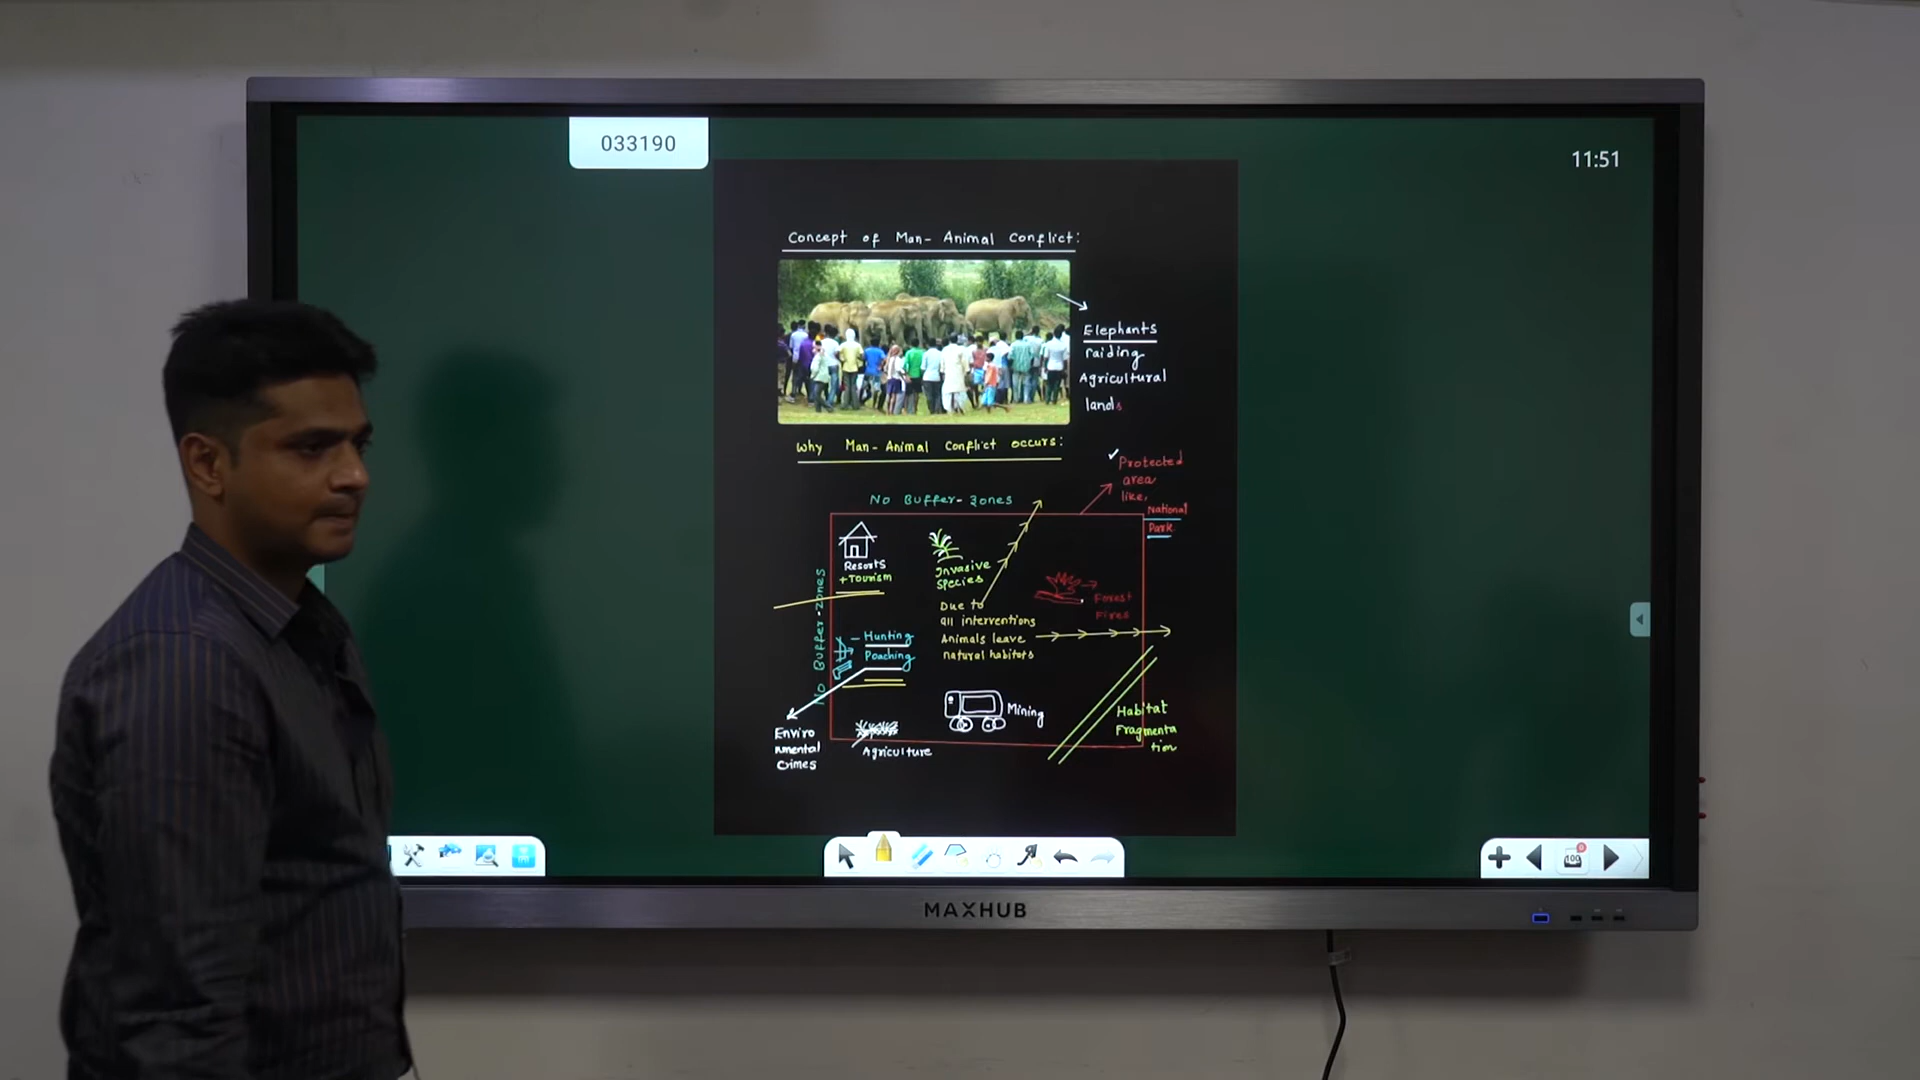 033190
11:51
Concept of Man- Animal Conflict:
Elephants
raiding
Agricultural
lands
Why Man- Animal Conflict occurs:
Protected
area
like,
National
Park
No Buffer-zones
Resorts
+Tourism
Invasive
Species
Forest
Fires
No Buffer-zones
Due to
all interventions
Animals leave
natural habitats
Hunting
Poaching
Mining
Habitat
Fragmenta
tion
Enviro
nmental
Crimes
Agriculture
100
MAXHUB